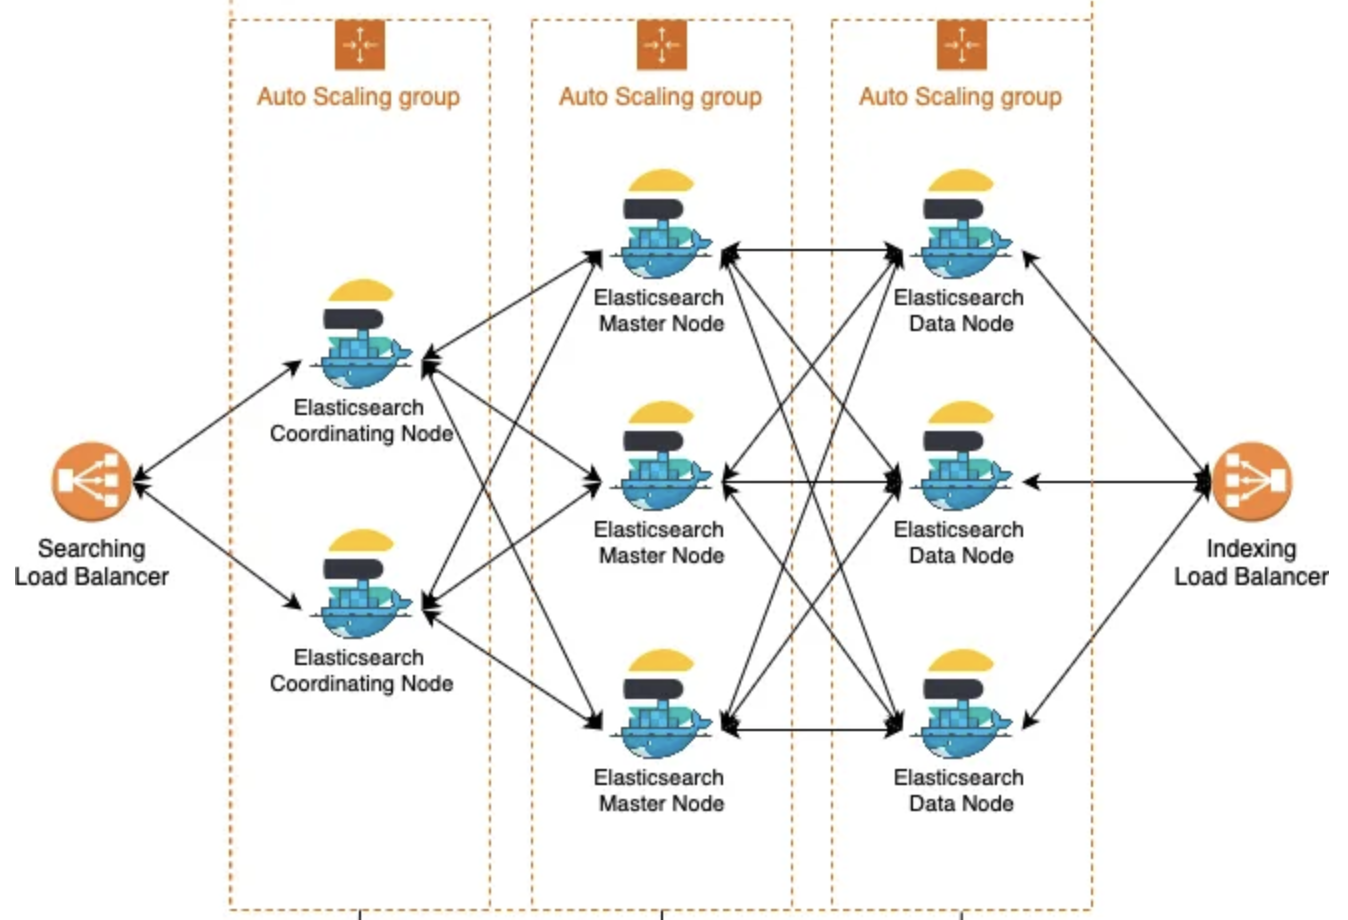 Auto Scaling group
Auto Scaling group
Auto Scaling group
Elasticsearch
Master Node
Elasticsearch
Data Node
Elasticsearch
Coordinating Node
Elasticsearch
Master Node
Elasticsearch
Data Node
Searching
Load Balancer
Indexing
Load Balancer
Elasticsearch
Coordinating Node
Elasticsearch
Master Node
Elasticsearch
Data Node